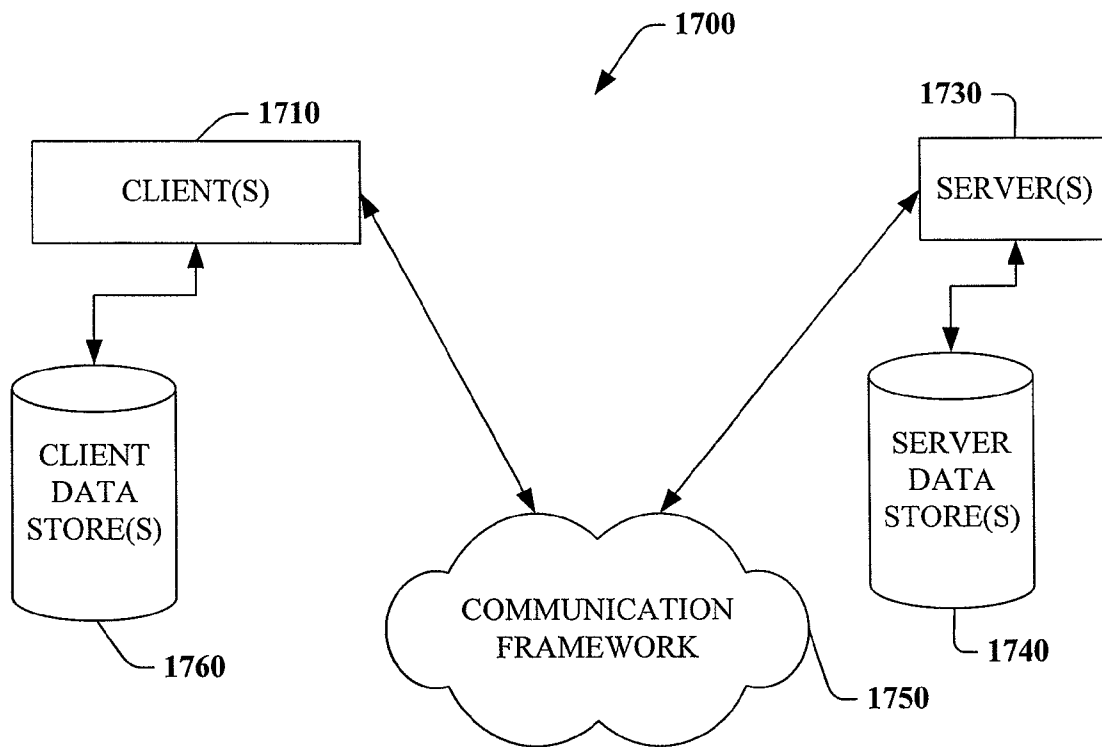 1700
1710
1730
CLIENT(S)
SERVER(S)
CLIENT
DATA
STORE(S)
SERVER
DATA
STORE(S)
COMMUNICATION
FRAMEWORK
1760
1740
1750